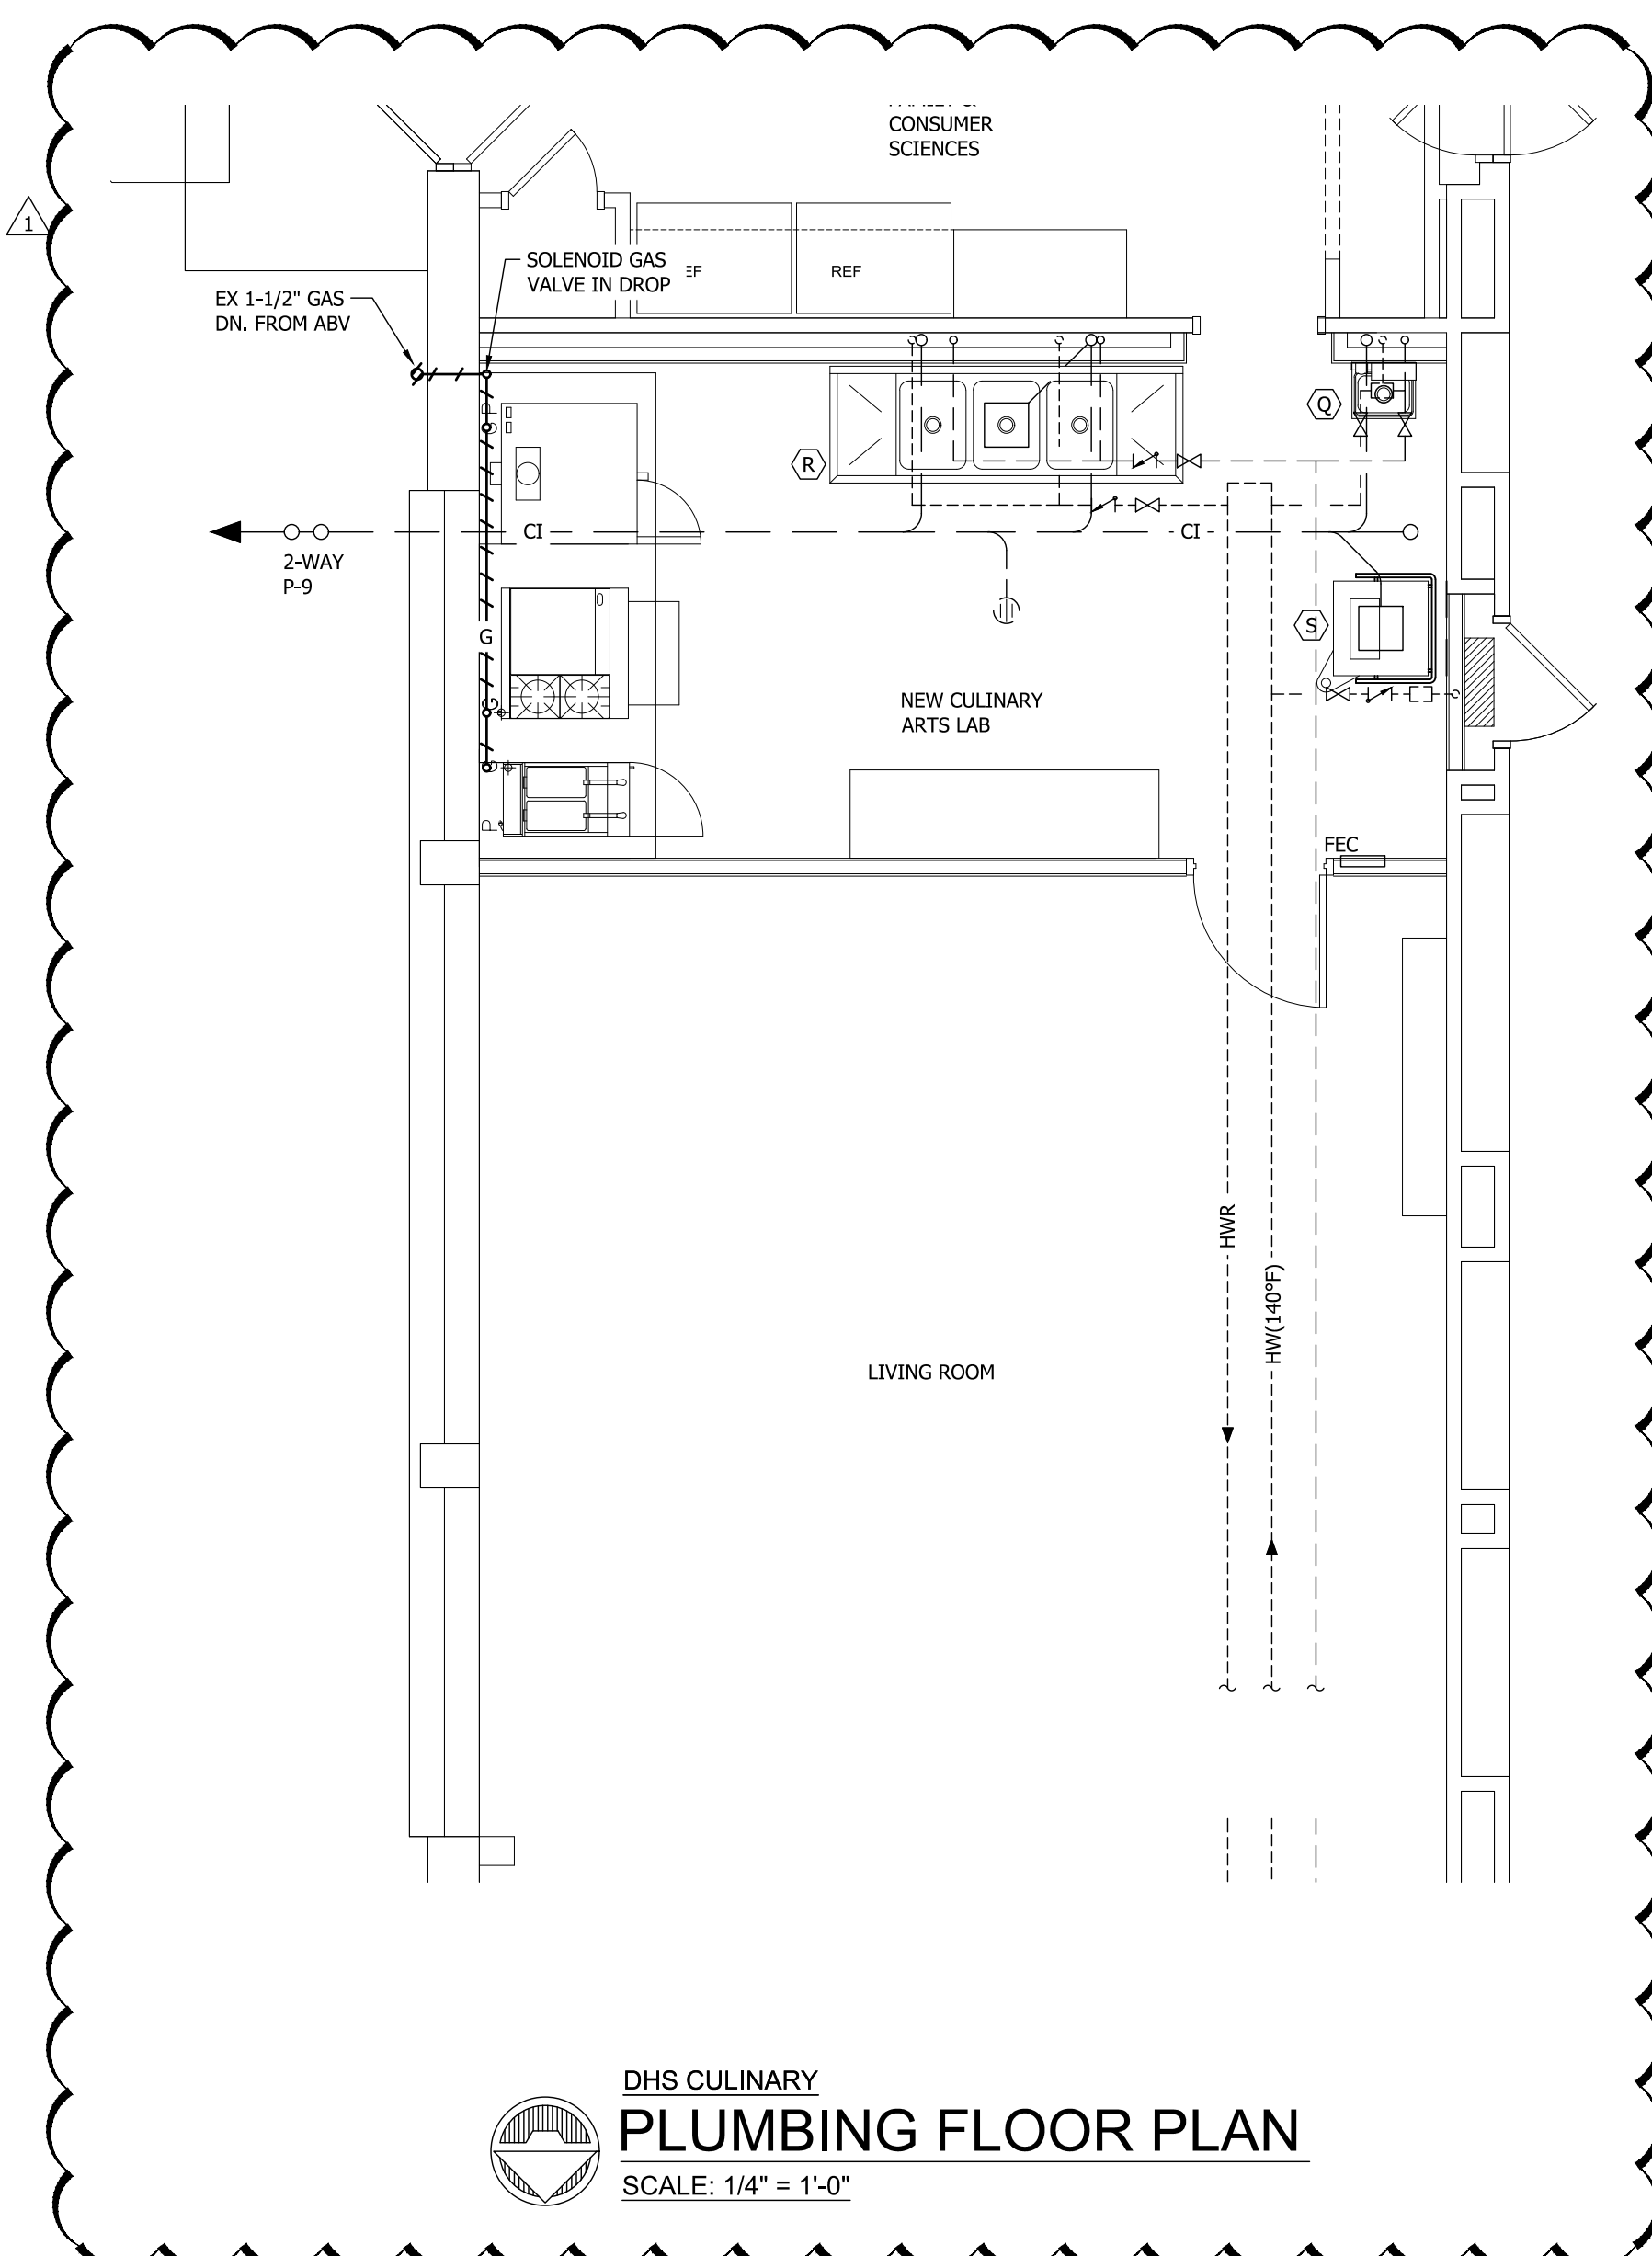 CONSUMER
SCIENCES
1
SOLENOID GAS
VALVE IN DROP
REF
EX 1-1/2" GAS
DN. FROM ABV
Q
R
CI
CI
2-WAY
P-9
S
G
G
NEW CULINARY
ARTS LAB
P
FEC
HWR
HW(140°F)
LIVING ROOM
DHS CULINARY
PLUMBING FLOOR PLAN
SCALE: 1/4" = 1'-0"